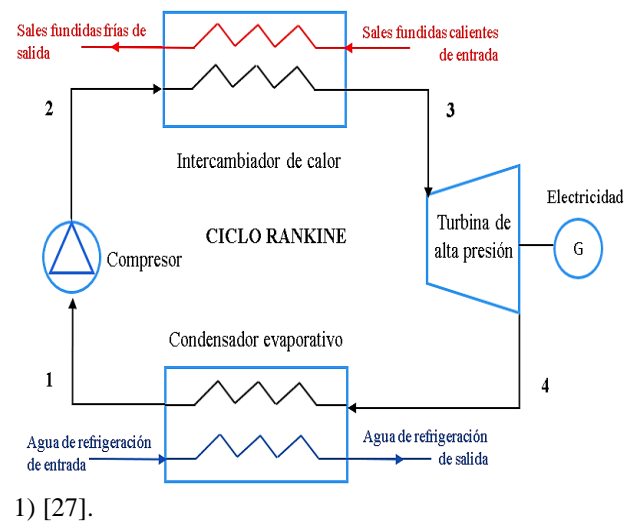 Sales fundidas frías de
salida
Sales fundidas calientes
de entrada
2
3
Intercambiador de calor
Electricidad
Turbina de
alta presión
G
CICLO RANKINE
Compresor
Condensador evaporativo
1
4
Agua de refrigeración
de entrada
Agua de refrigeración
de salida
1) [27].